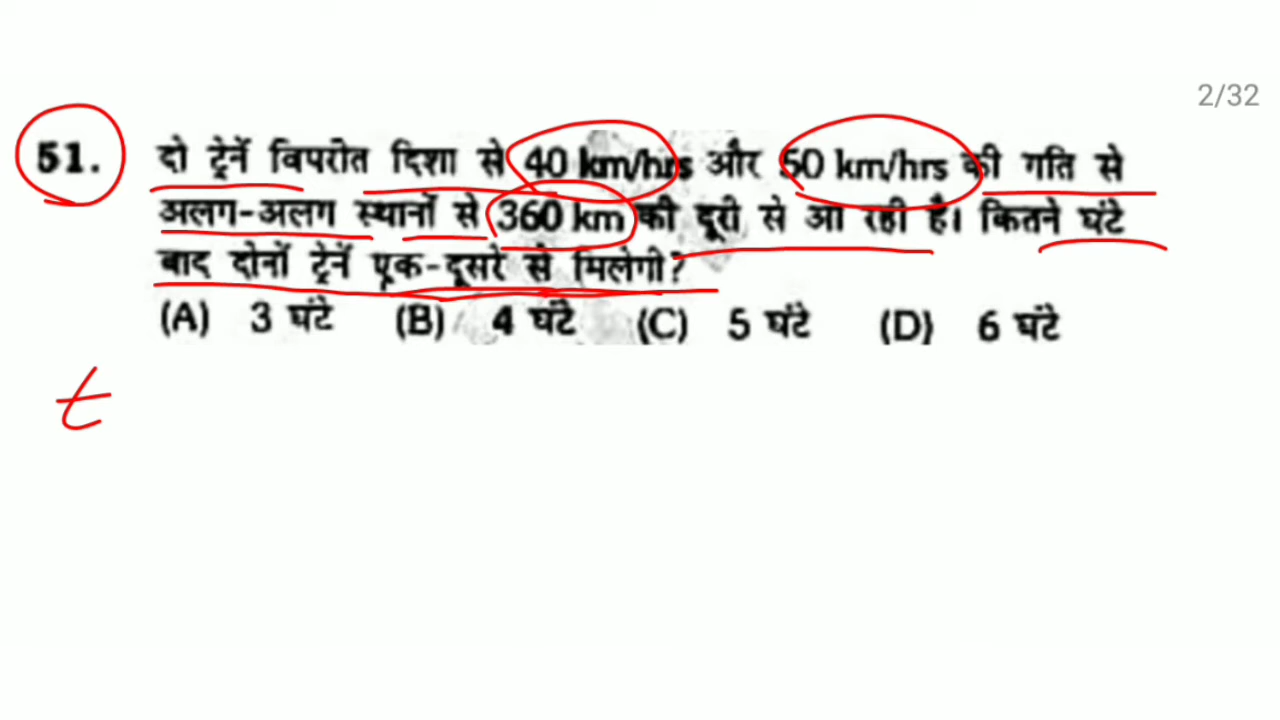 2/32
51. दो ट्रेनें विपरीत दिशा से 40 km/hrs और 50 km/hrs की गति से
अलग-अलग स्थानों से 360 km की दूरी से आ रही है। कितने घंटे
बाद दोनों ट्रेनें एक-दूसरे से मिलेगी?
(A) 3 घंटे (B) 4 घंटे (C) 5 घंटे (D) 6 घंटे
t